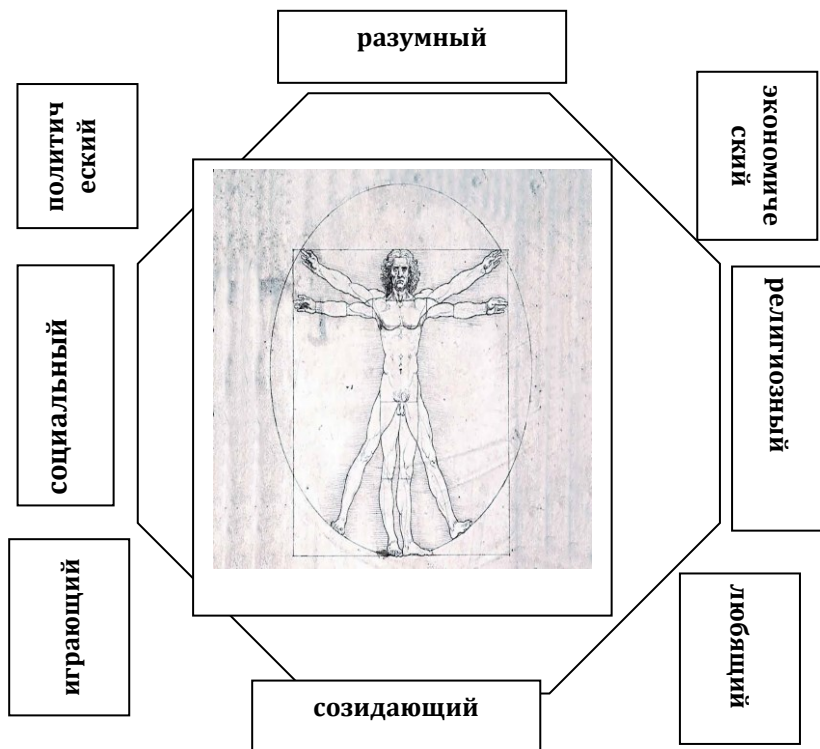 разумный
политич
еский
экономиче
ский
социальный
религиозный
играющий
любящий
созидающий